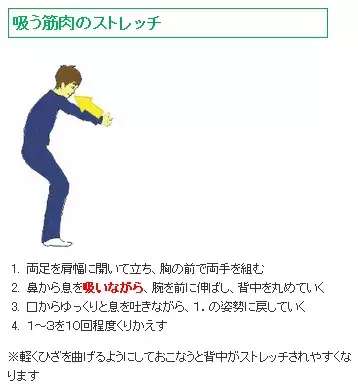 吸う筋肉のストレッチ
1. 両足を肩幅に開いて立ち、胸の前で両手を組む
2. 鼻から息を吸いながら、腕を前に伸ばし、背中を丸めていく
3. 口からゆっくりと息を吐きながら、1．の姿勢に戻していく
4. 1～3を10回程度くりかえす
※軽くひざを曲げるようにしておこなうと背中がストレッチされやすくな
ります